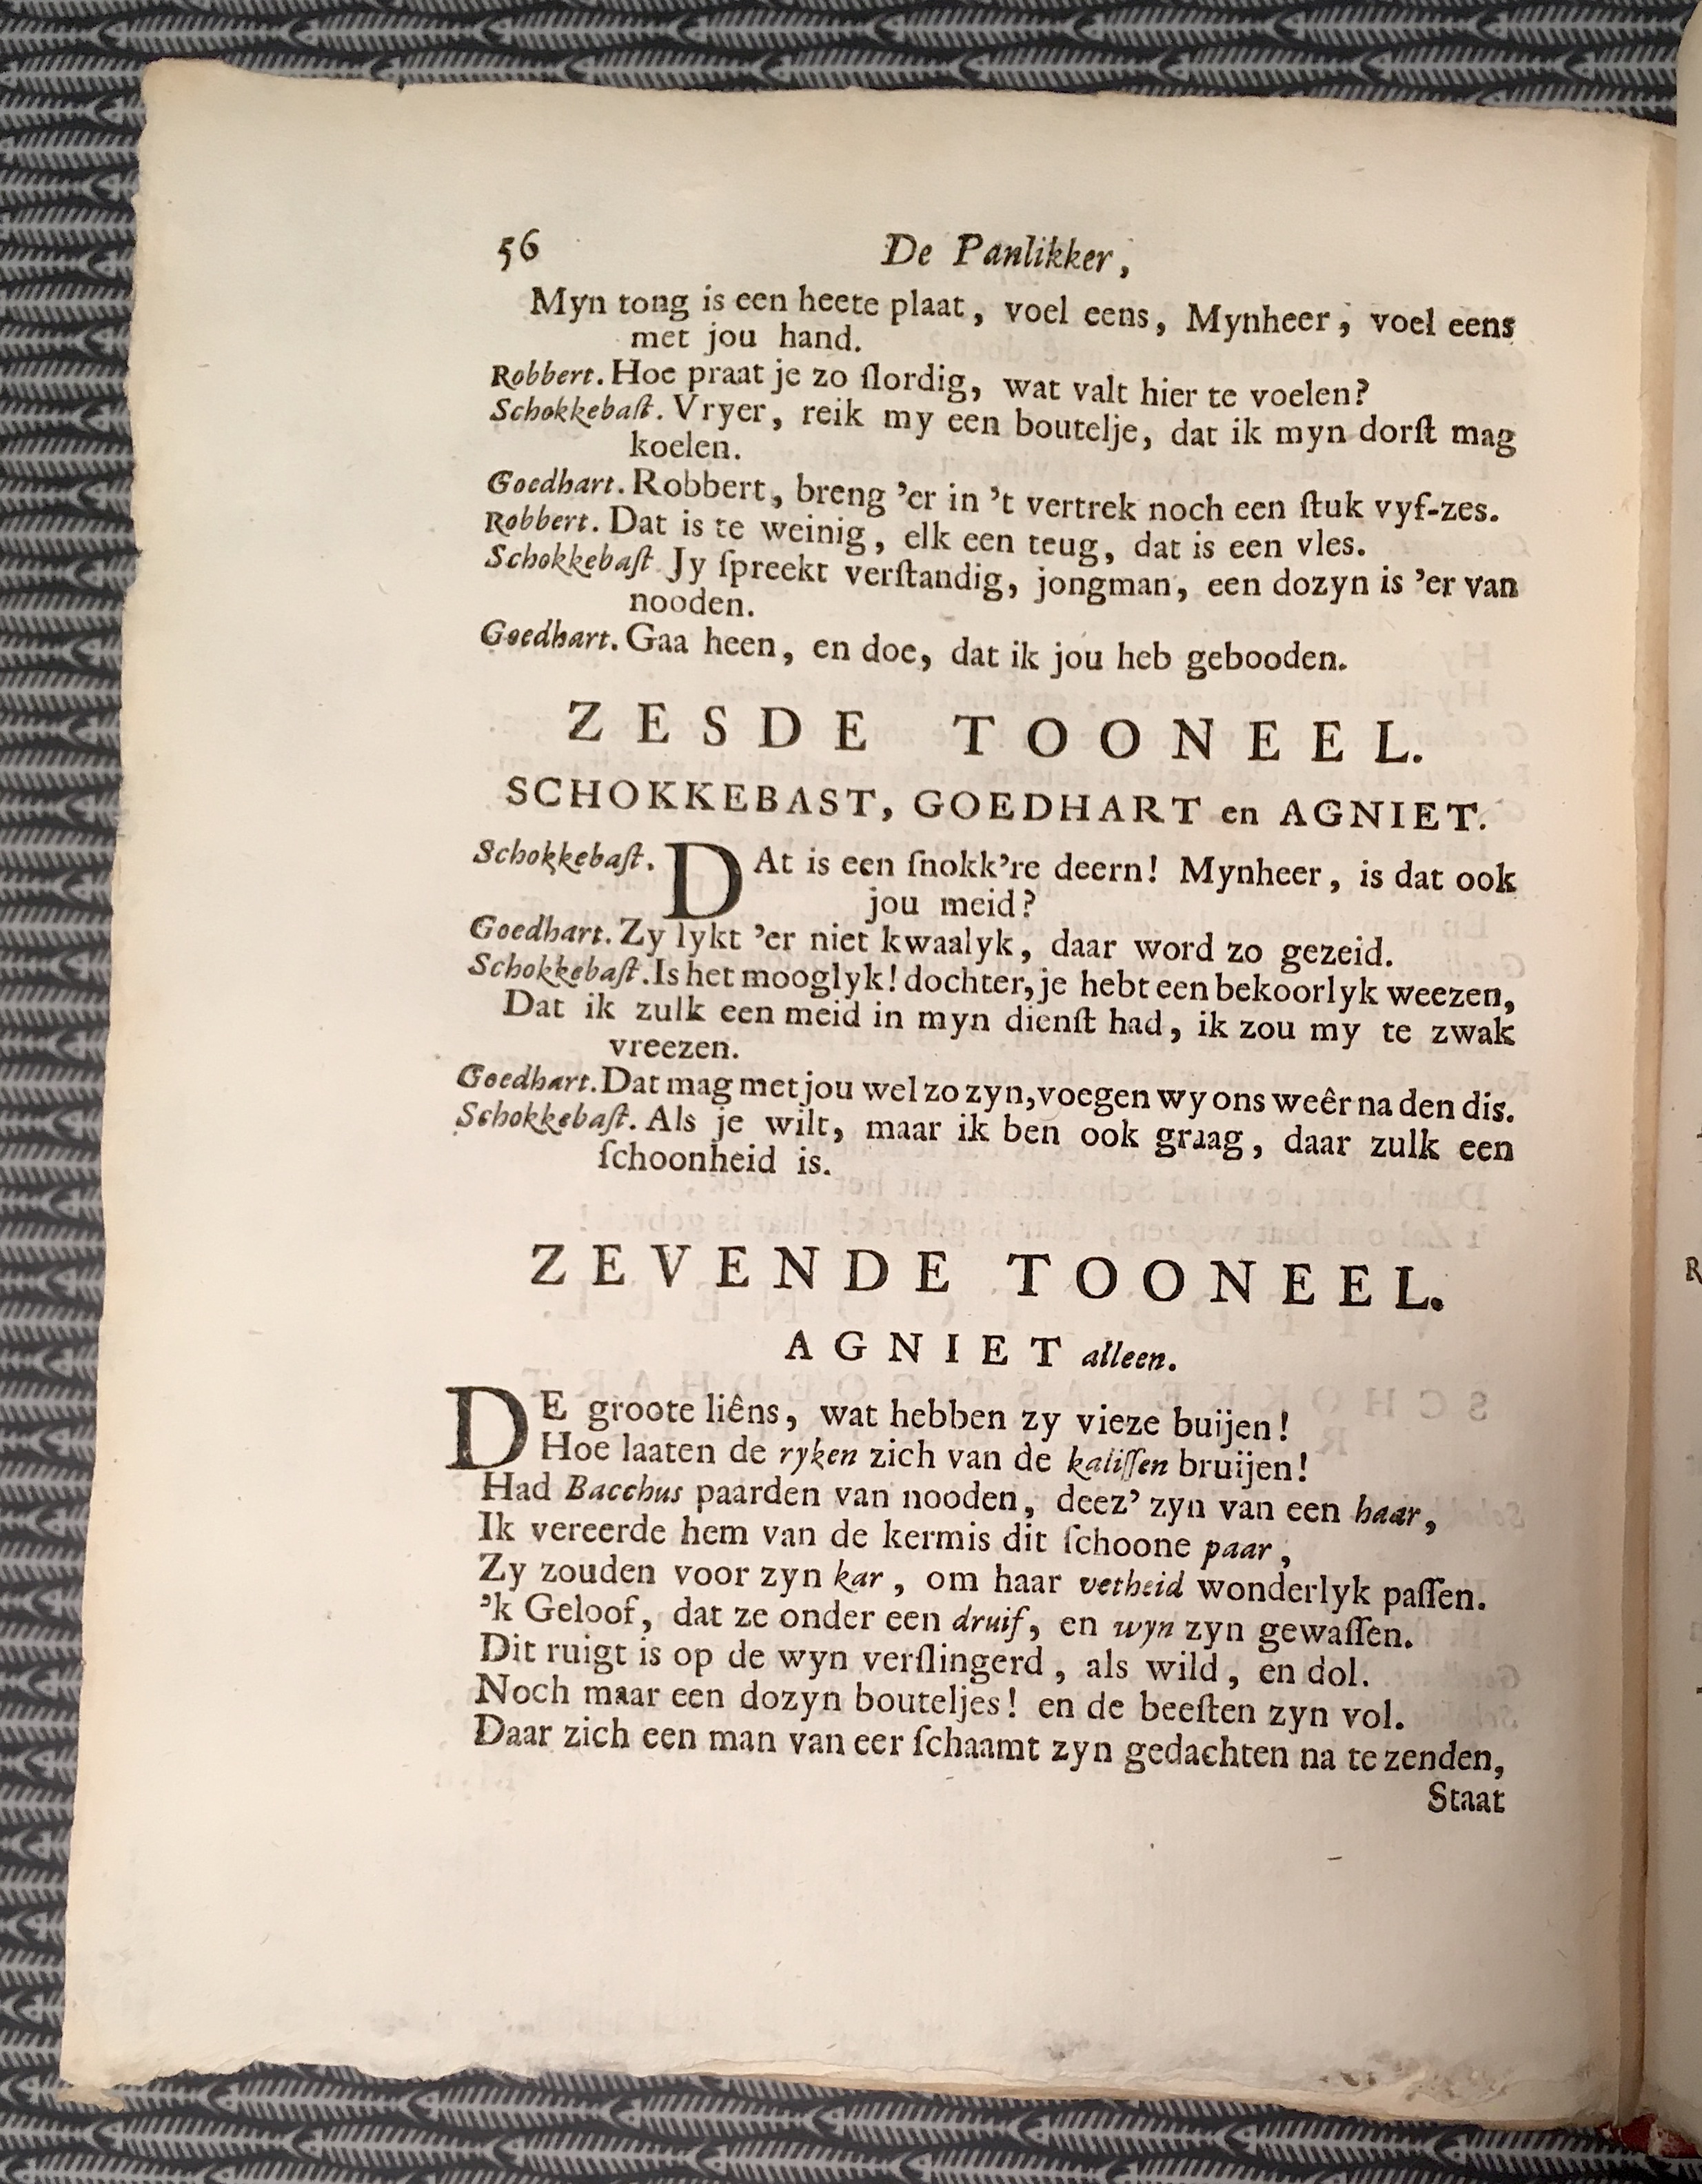 56 De Panlikker,
Myn tong is een heete plaat, voel eens, Mynheer, voel eens
met jou hand.
Robbert. Hoe praat je zo ſlordig, wat valt hier te voelen?
Schokkebaſt. Vryer, reik my een boutelje, dat ik myn dorſt mag
koelen.
Goedhart. Robbert, breng 'er in 't vertrek noch een ſtuk vyf-zes.
Robbert. Dat is te weinig, elk een teug, dat is een vles.
Schokkebaſt Jy ſpreekt verſtandig, jongman, een dozyn is 'er van
nooden.
Goedhart. Gaa heen, en doe, dat ik jou heb gebooden.
ZESDE TOONEEL.
SCHOKKEBAST, GOEDHART en AGNIET.
Schokkebaſt. DAt is een ſnokk're deern! Mynheer, is dat ook
jou meid?
Goedhart. Zy lykt 'er niet kwaalyk, daar word zo gezeid.
Schokkebaſt. Is het mooglyk! dochter, je hebt een bekoorlyk weezen,
Dat ik zulk een meid in myn dienſt had, ik zou my te zwak
vreezen.
Goedhart. Dat mag met jou wel zo zyn, voegen wy ons weêr na den dis.
Schokkebaſt. Als je wilt, maar ik ben ook graag, daar zulk een
ſchoonheid is.
ZEVENDE TOONEEL.
AGNIET alleen.
DE groote liêns, wat hebben zy vieze buijen!
Hoe laaten de ryken zich van de kaliſſen bruijen!
Had Bacchus paarden van nooden, deez' zyn van een haar,
Ik vereerde hem van de kermis dit ſchoone paar,
Zy zouden voor zyn kar, om haar vetheid wonderlyk paſſen.
'k Geloof, dat ze onder een druif, en wyn zyn gewaſſen.
Dit ruigt is op de wyn verſlingerd, als wild, en dol.
Noch maar een dozyn bouteljes! en de beeſten zyn vol.
Daar zich een man van eer ſchaamt zyn gedachten na te zenden,
Staat